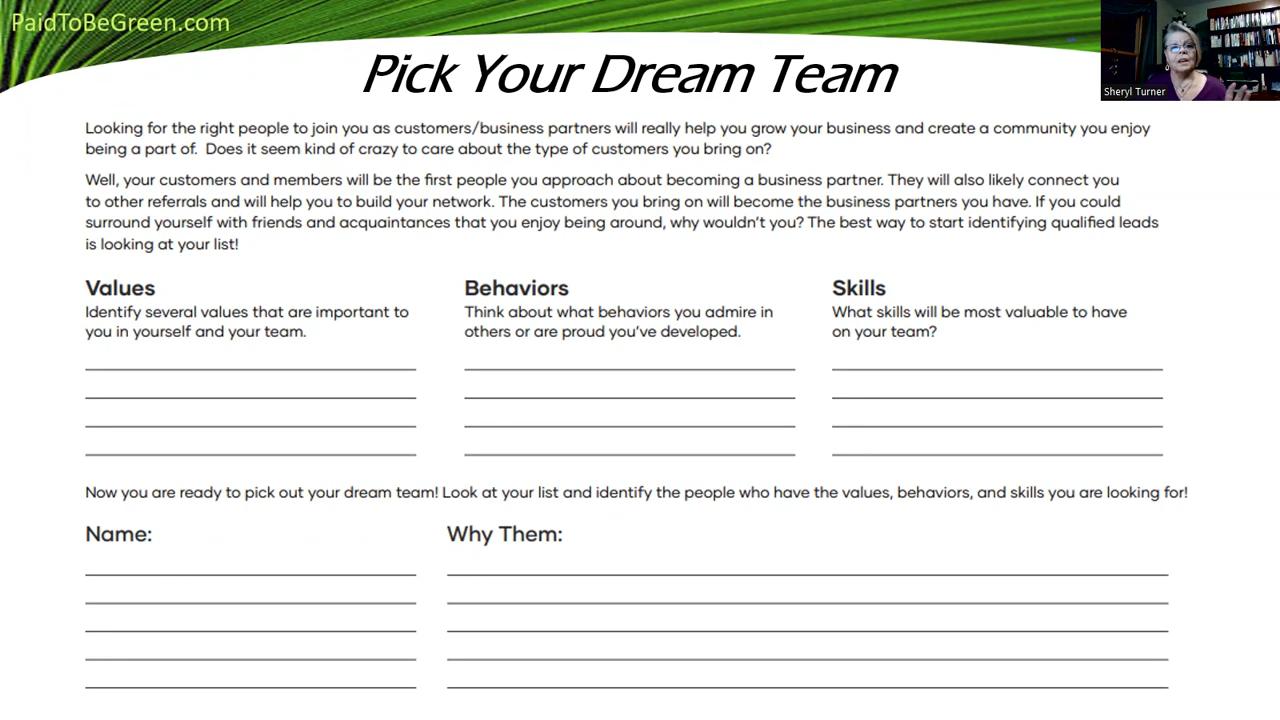 PaidToBeGreen.com
Pick Your Dream Team
Sheryl Turner
Looking for the right people to join you as customers/business partners will really help you grow your business and create a community you enjoy
being a part of. Does it seem kind of crazy to care about the type of customers you bring on?
Well, your customers and members will be the first people you approach about becoming a business partner. They will also likely connect you
to other referrals and will help you to build your network. The customers you bring on will become the business partners you have. If you could
surround yourself with friends and acquaintances that you enjoy being around, why wouldn't you? The best way to start identifying qualified leads
is looking at your list!
Values
Identify several values that are important to
you in yourself and your team.
Behaviors
Think about what behaviors you admire in
others or are proud you've developed.
Skills
What skills will be most valuable to have
on your team?
Now you are ready to pick out your dream team! Look at your list and identify the people who have the values, behaviors, and skills you are looking for!
Name:
Why Them: